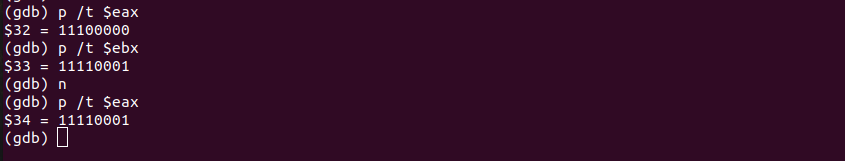 (gdb) p /t $eax
$32 = 11100000
(gdb) p /t $ebx
$33 = 11110001
(gdb) n
(gdb) p /t $eax
$34 = 11110001
(gdb)